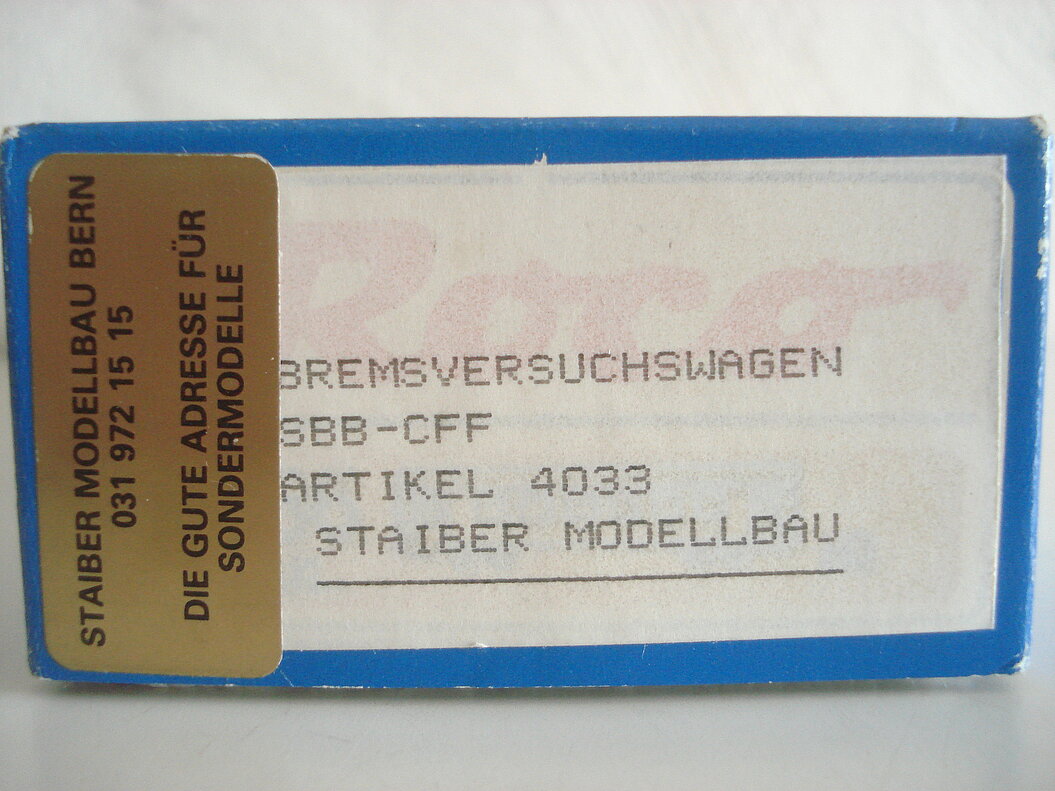 STAIBER MODELLBAU BERN
031 972 15 15
DIE GUTE ADRESSE FÜR
SONDERMODELLE
Roco
BREMSVERSUCHSWAGEN
SBB-CFF
ARTIKEL 4033
STAIBER MODELLBAU